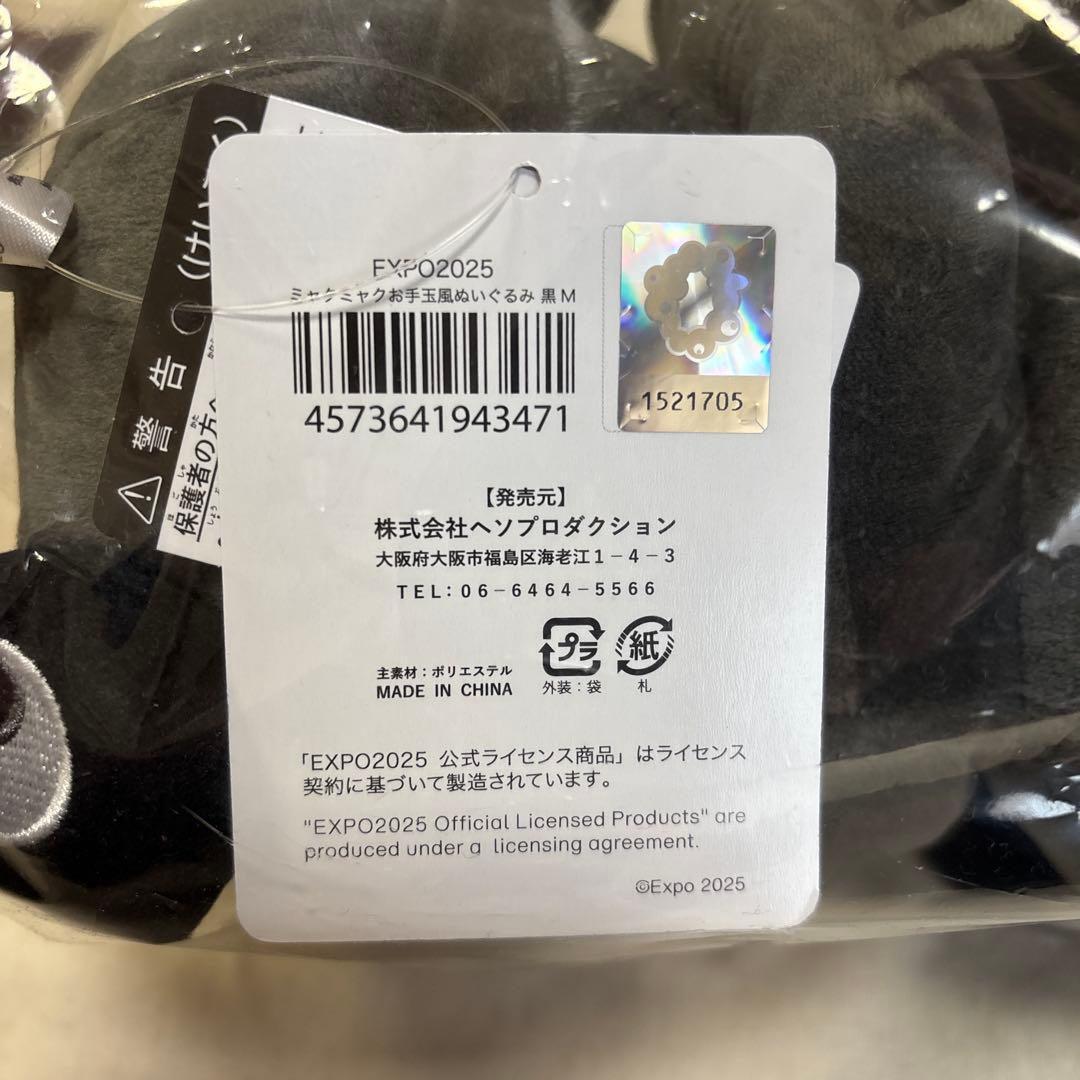 EXPO2025
ミャクミャクお手玉風ぬいぐるみ 黒 M
4573641943471
1521705
【発売元】
株式会社ヘソプロダクション
大阪府大阪市福島区海老江1-4-3
TEL: 06-6464-5566
プラ 紙
主素材：ポリエステル
MADE IN CHINA
外装：袋 札
「EXPO2025 公式ライセンス商品」はライセンス
契約に基づいて製造されています。
"EXPO2025 Official Licensed Products" are
produced under a licensing agreement.
©Expo 2025
警告
保護者の方へ